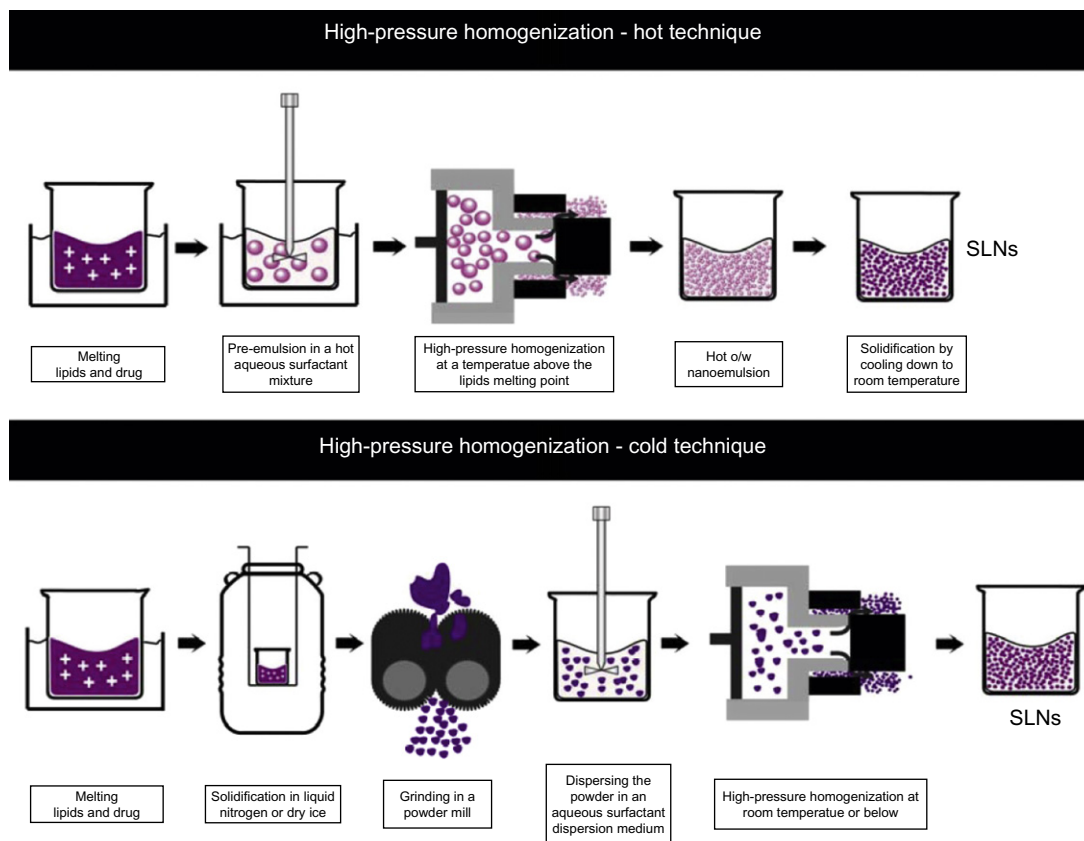 High-pressure homogenization - hot technique
SLNs
Melting
lipids and drug
Pre-emulsion in a hot
aqueous surfactant
mixture
High-pressure homogenization
at a temperatue above the
lipids melting point
Hot o/w
nanoemulsion
Solidification by
cooling down to
room temperature
High-pressure homogenization - cold technique
SLNs
Melting
lipids and drug
Solidification in liquid
nitrogen or dry ice
Grinding in a
powder mill
Dispersing the
powder in an
aqueous surfactant
dispersion medium
High-pressure homogenization at
room temperatue or below